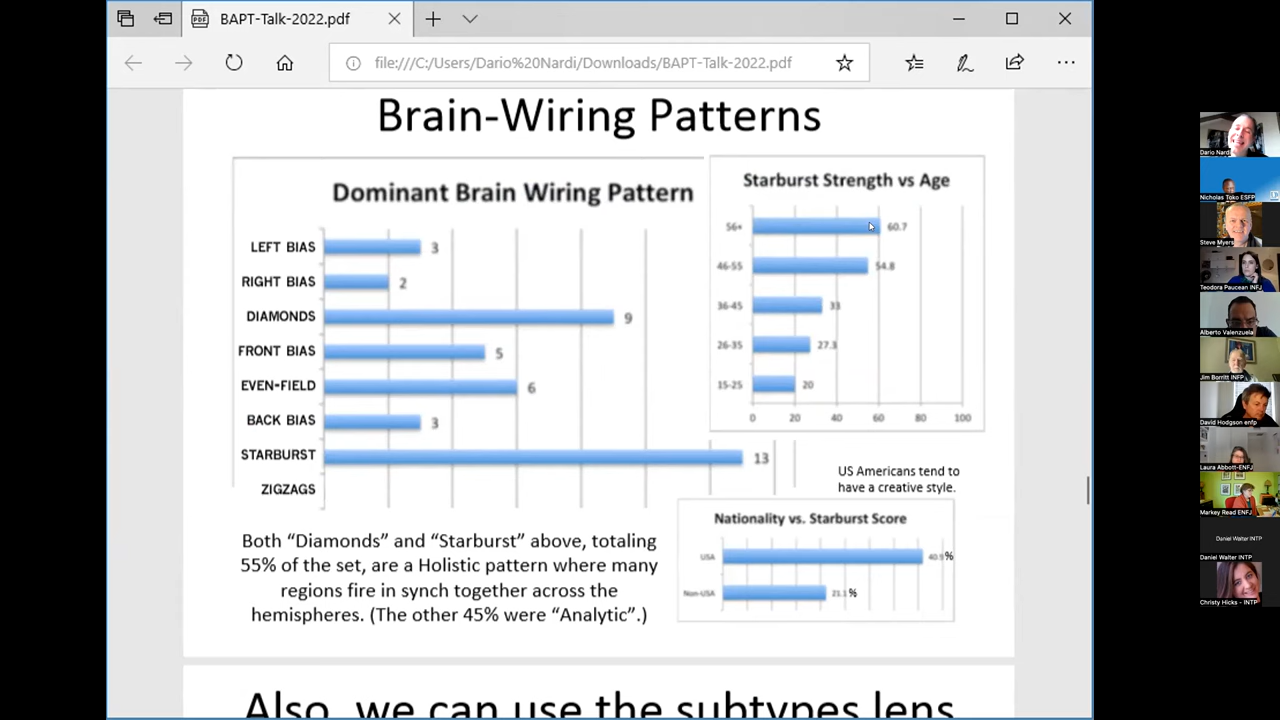 BAPT-Talk-2022.pdf
file:///C:/Users/Dario%20Nardi/Downloads/BAPT-Talk-2022.pdf
Brain-Wiring Patterns
Dominant Brain Wiring Pattern
LEFT BIAS 3
RIGHT BIAS 2
DIAMONDS 9
FRONT BIAS 5
EVEN-FIELD 6
BACK BIAS 3
STARBURST 13
ZIGZAGS
Starburst Strength vs Age
56+ 60.7
46-55 54.8
36-45 33
26-35 27.3
15-25 20
0 20 40 60 80 100
US Americans tend to
have a creative style.
Nationality vs. Starburst Score
USA 40.9%
Non-USA 21.1%
Both “Diamonds” and “Starburst” above, totaling
55% of the set, are a Holistic pattern where many
regions fire in synch together across the
hemispheres. (The other 45% were “Analytic”.)
Also, we can use the subtypes lens
Dario Nardi
Nicholas Toko ESFP
Steve Myers
Teodora Paucean INFJ
Alberto Valenzuela
Jim Borritt INFP
David Hodgson enfp
Laura Abbott-ENFJ
Markey Read ENFJ
Daniel Walter INTP
Daniel Walter INTP
Christy Hicks - INTP